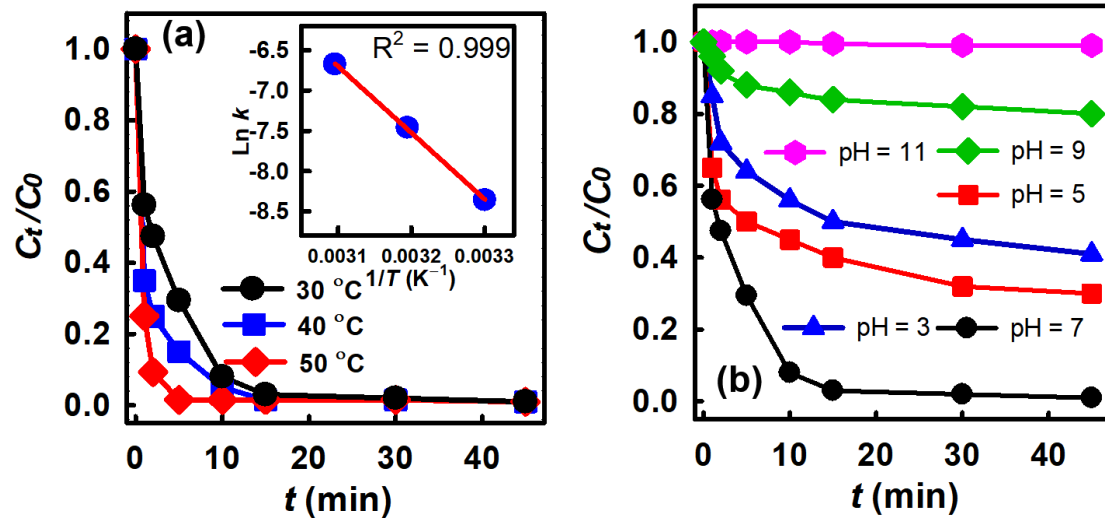 (a)
R² = 0.999
Ln k
-6.5
-7.0
-7.5
-8.0
-8.5
0.0031 0.0032 0.0033
1/T (K⁻¹)
Cₜ/C0
1.0
0.8
0.6
0.4
0.2
0.0
30 °C
40 °C
50 °C
0 10 20 30 40
t (min)
(b)
Cₜ/C0
1.0
0.8
0.6
0.4
0.2
0.0
pH = 11 pH = 9
pH = 5
pH = 3 pH = 7
0 10 20 30 40
t (min)